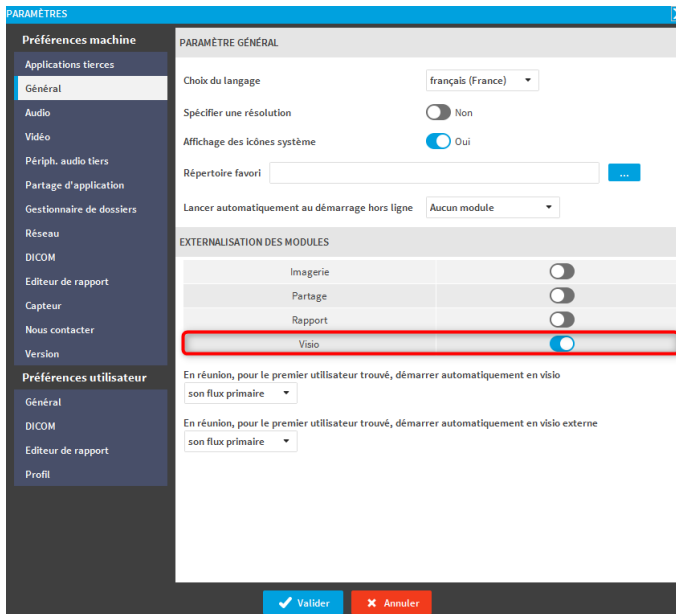 PARAMÈTRES
Préférences machine
Applications tierces
Général
Audio
Vidéo
Périph. audio tiers
Partage d'application
Gestionnaire de dossiers
Réseau
DICOM
Editeur de rapport
Capteur
Nous contacter
Version
Préférences utilisateur
Général
DICOM
Editeur de rapport
Profil
PARAMÈTRE GÉNÉRAL
Choix du langage français (France)
Spécifier une résolution Non
Affichage des icônes système Oui
Répertoire favori ...
Lancer automatiquement au démarrage hors ligne Aucun module
EXTERNALISATION DES MODULES
Imagerie
Partage
Rapport
Visio
En réunion, pour le premier utilisateur trouvé, démarrer automatiquement en visio
son flux primaire
En réunion, pour le premier utilisateur trouvé, démarrer automatiquement en visio externe
son flux primaire
Valider Annuler